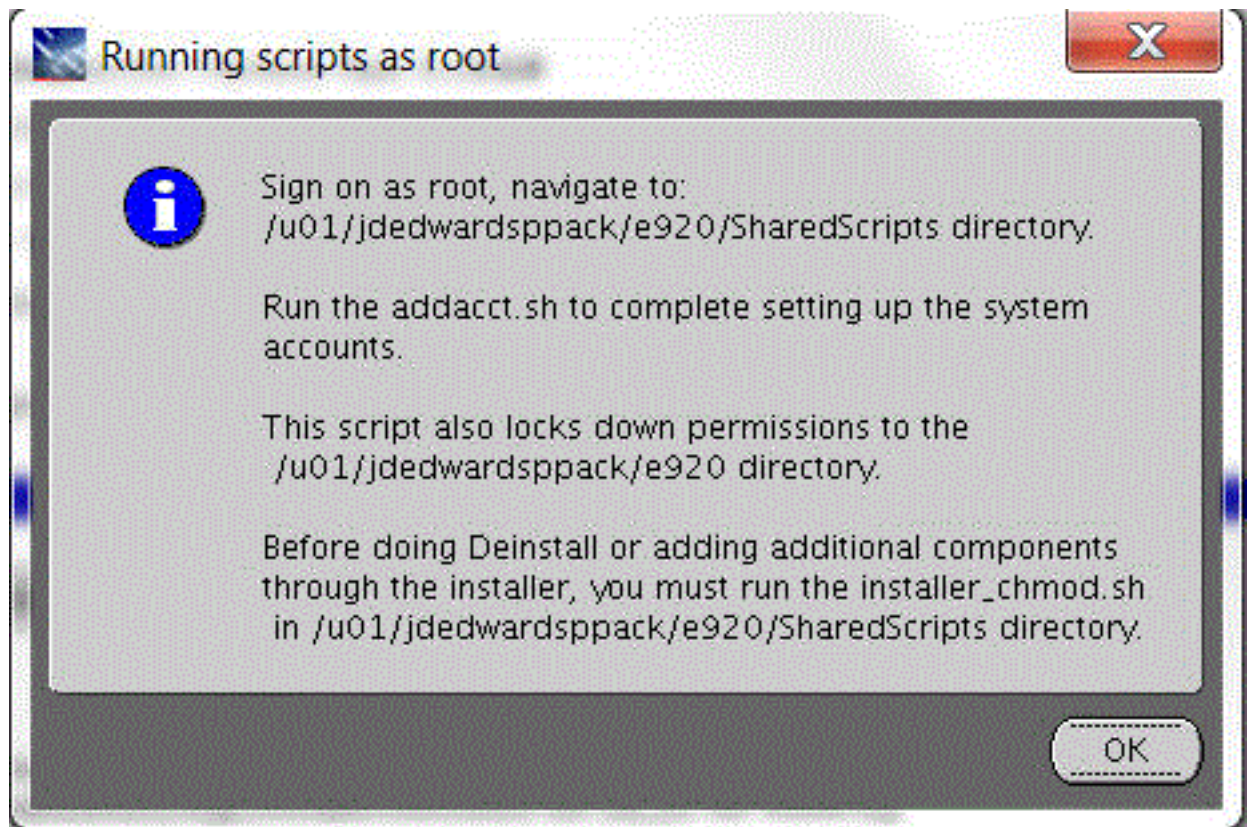 Running scripts as root
X
Sign on as root, navigate to:
/u01/jdedwardsppack/e920/SharedScripts directory.
Run the addacct.sh to complete setting up the system
accounts.
This script also locks down permissions to the
/u01/jdedwardsppack/e920 directory.
Before doing Deinstall or adding additional components
through the installer, you must run the installer_chmod.sh
in /u01/jdedwardsppack/e920/SharedScripts directory.
OK